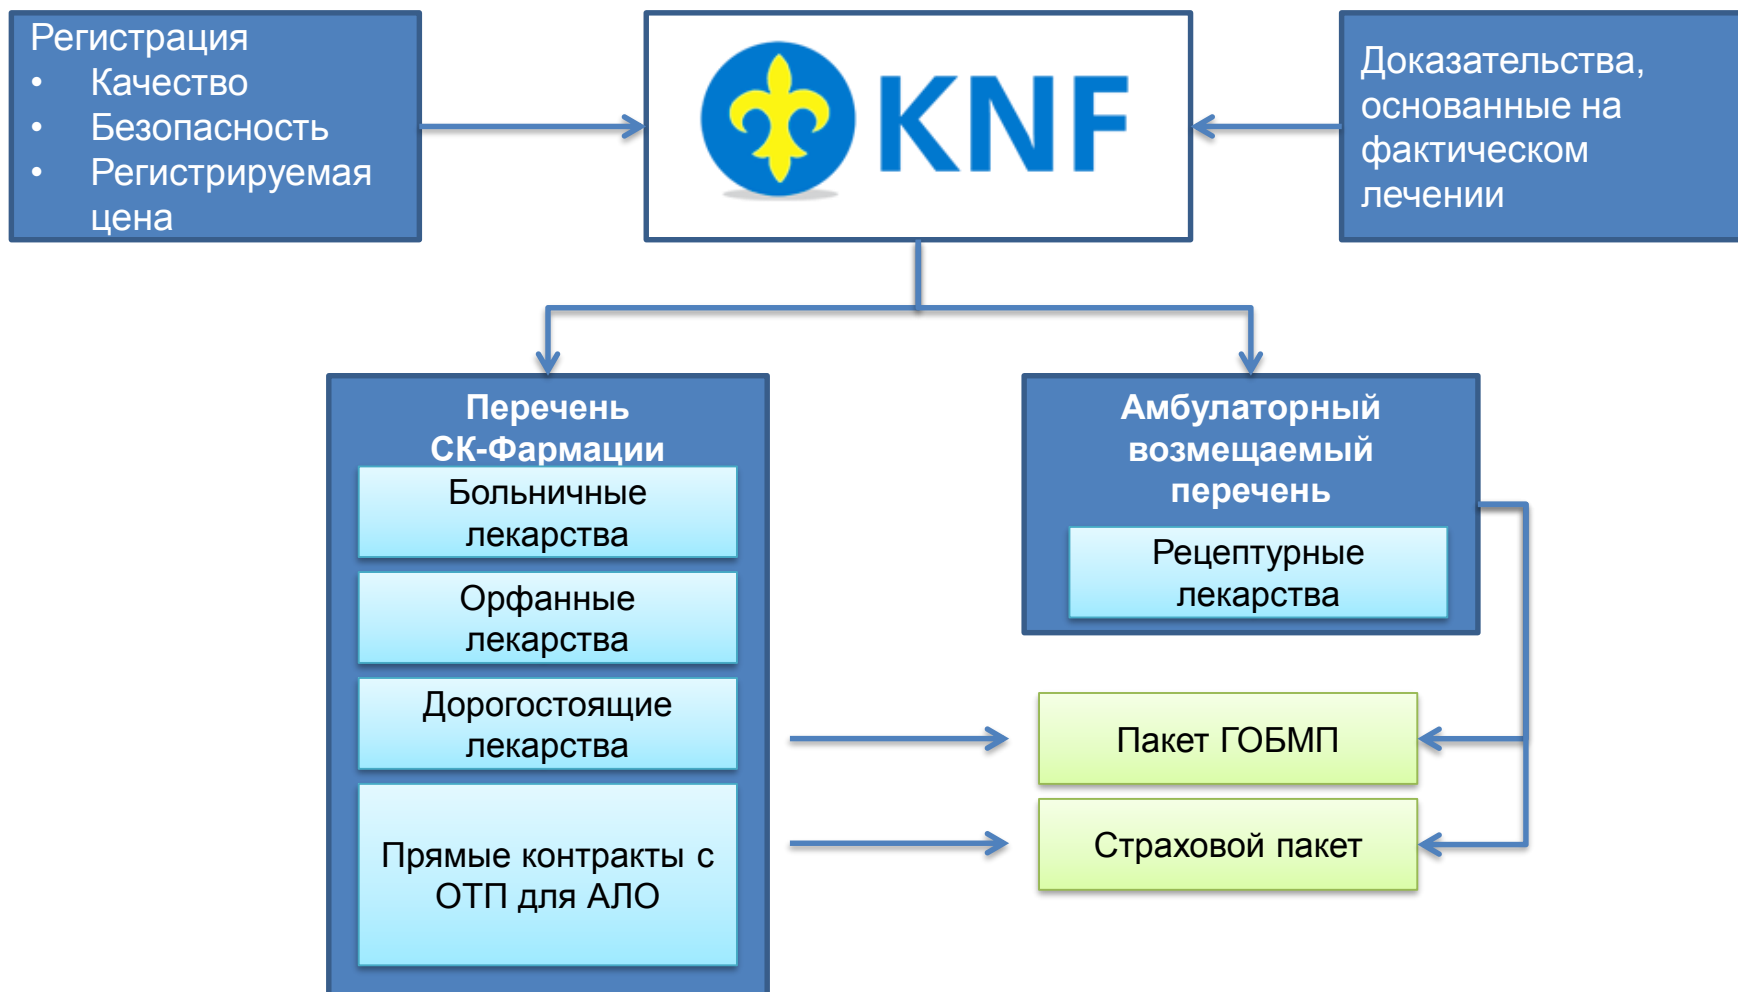 Регистрация
• Качество
• Безопасность
• Регистрируемая
цена
KNF
Доказательства,
основанные на
фактическом
лечении
Перечень
СК-Фармации
Больничные
лекарства
Орфанные
лекарства
Дорогостоящие
лекарства
Прямые контракты с
ОТП для АЛО
Амбулаторный
возмещаемый
перечень
Рецептурные
лекарства
Пакет ГОБМП
Страховой пакет